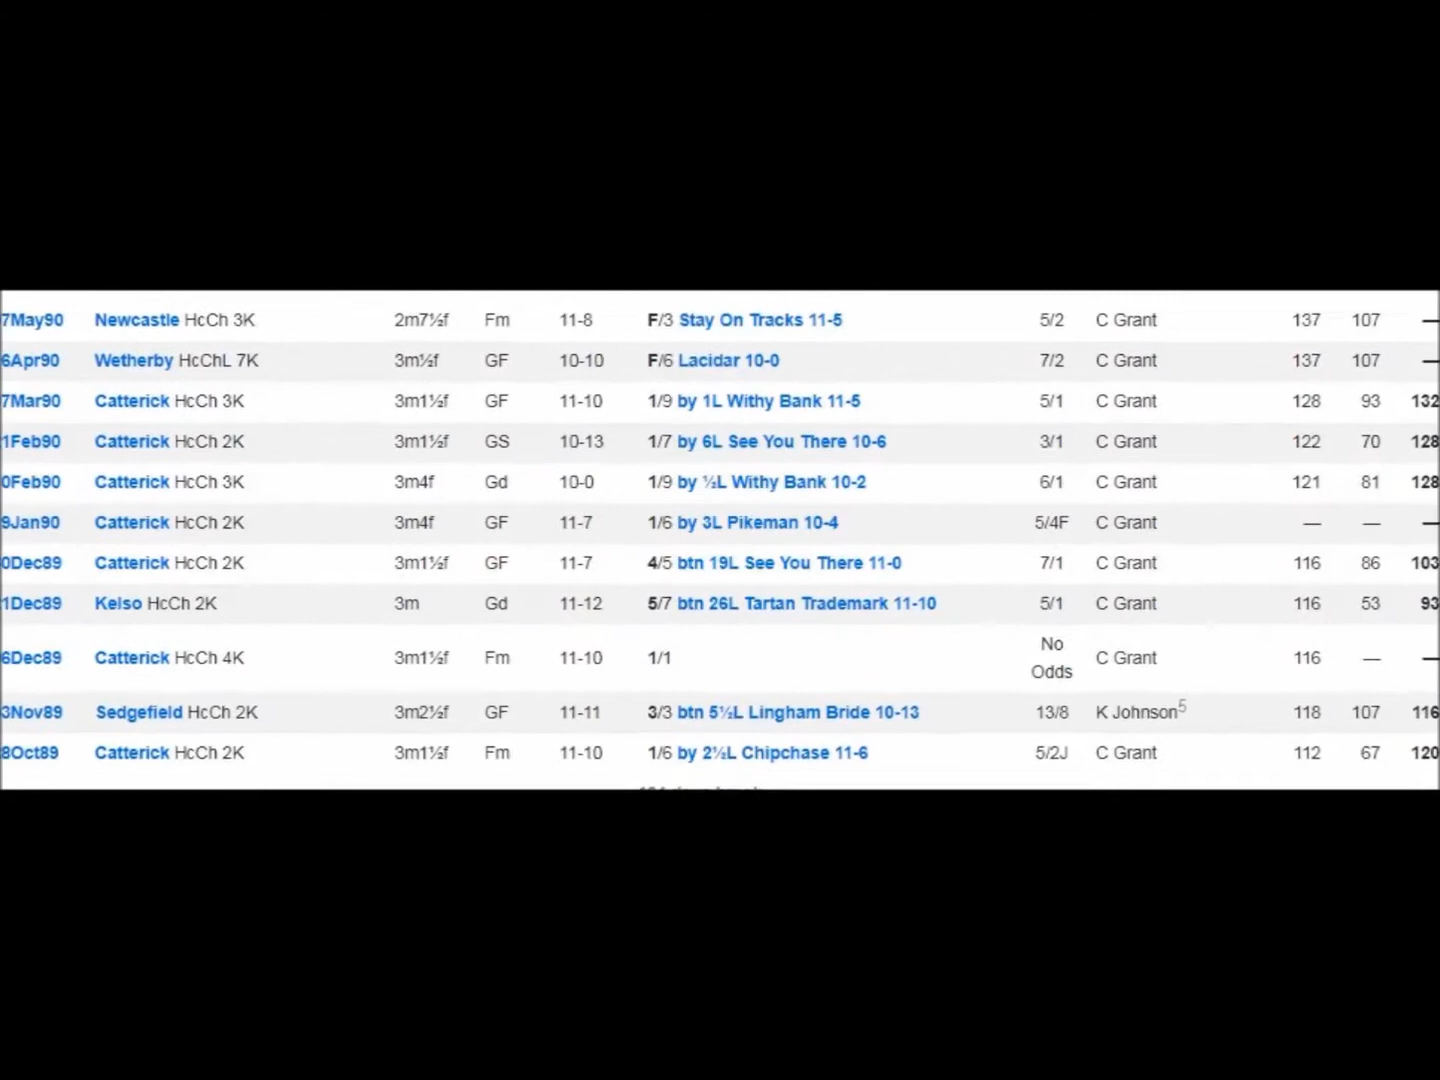 7May90 Newcastle HcCh 3K 2m7½f Fm 11-8 F/3 Stay On Tracks 11-5 5/2 C Grant 137 107 —
6Apr90 Wetherby HcChL 7K 3m½f GF 10-10 F/6 Lacidar 10-0 7/2 C Grant 137 107 —
7Mar90 Catterick HcCh 3K 3m1½f GF 11-10 1/9 by 1L Withy Bank 11-5 5/1 C Grant 128 93 132
1Feb90 Catterick HcCh 2K 3m1½f GS 10-13 1/7 by 6L See You There 10-6 3/1 C Grant 122 70 128
0Feb90 Catterick HcCh 3K 3m4f Gd 10-0 1/9 by ½L Withy Bank 10-2 6/1 C Grant 121 81 128
9Jan90 Catterick HcCh 2K 3m4f GF 11-7 1/6 by 3L Pikeman 10-4 5/4F C Grant — — —
0Dec89 Catterick HcCh 2K 3m1½f GF 11-7 4/5 btn 19L See You There 11-0 7/1 C Grant 116 86 103
1Dec89 Kelso HcCh 2K 3m Gd 11-12 5/7 btn 26L Tartan Trademark 11-10 5/1 C Grant 116 53 93
6Dec89 Catterick HcCh 4K 3m1½f Fm 11-10 1/1 No Odds C Grant 116 — —
3Nov89 Sedgefield HcCh 2K 3m2½f GF 11-11 3/3 btn 5½L Lingham Bride 10-13 13/8 K Johnson5 118 107 116
8Oct89 Catterick HcCh 2K 3m1½f Fm 11-10 1/6 by 2½L Chipchase 11-6 5/2J C Grant 112 67 120